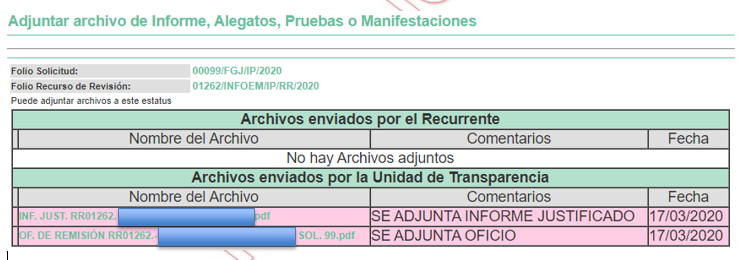 Adjuntar archivo de Informe, Alegatos, Pruebas o Manifestaciones
Folio Solicitud: 00099/FGJ/IP/2020
Folio Recurso de Revisión: 01262/INFOEM/IP/RR/2020
Puede adjuntar archivos a este estatus
Archivos enviados por el Recurrente
Nombre del Archivo Comentarios Fecha
No hay Archivos adjuntos
Archivos enviados por la Unidad de Transparencia
Nombre del Archivo Comentarios Fecha
INF. JUST. RR01262. pdf SE ADJUNTA INFORME JUSTIFICADO 17/03/2020
OF. DE REMISIÓN RR01262.- SOL. 99.pdf SE ADJUNTA OFICIO 17/03/2020